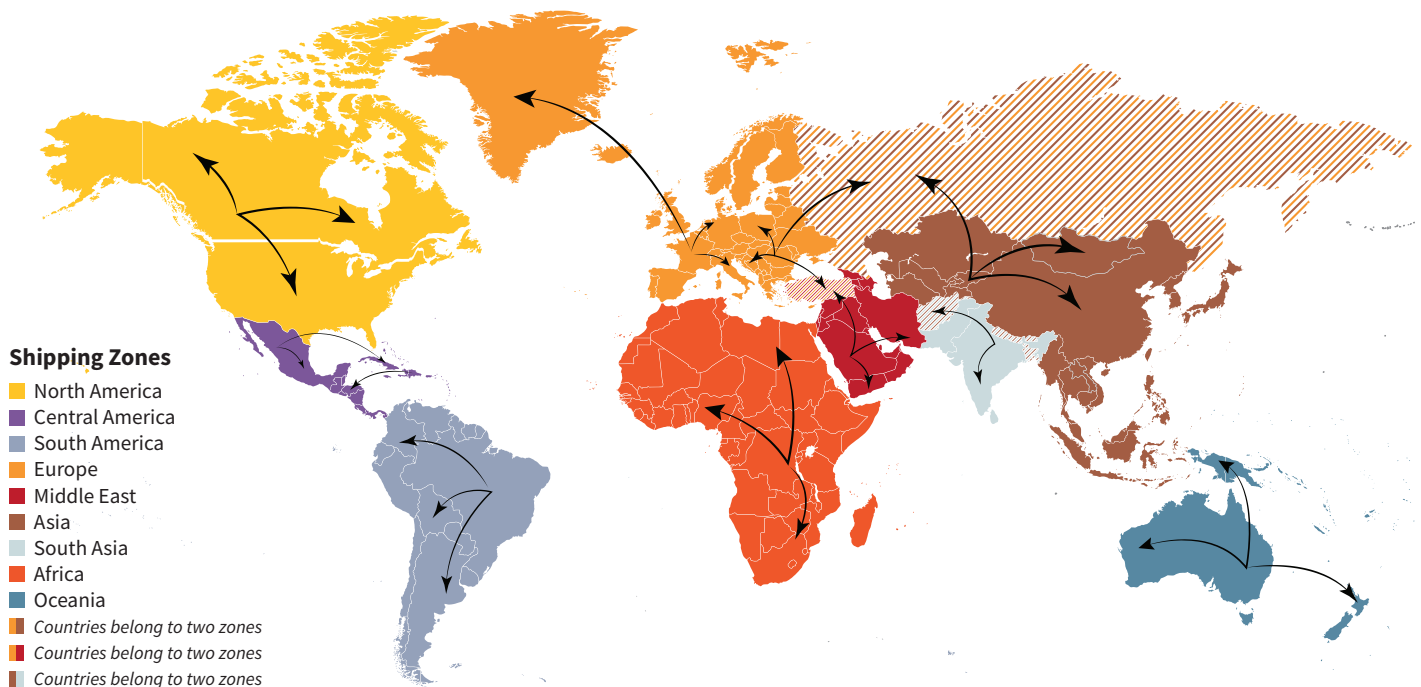 Shipping Zones
North America
Central America
South America
Europe
Middle East
Asia
South Asia
Africa
Oceania
Countries belong to two zones
Countries belong to two zones
Countries belong to two zones